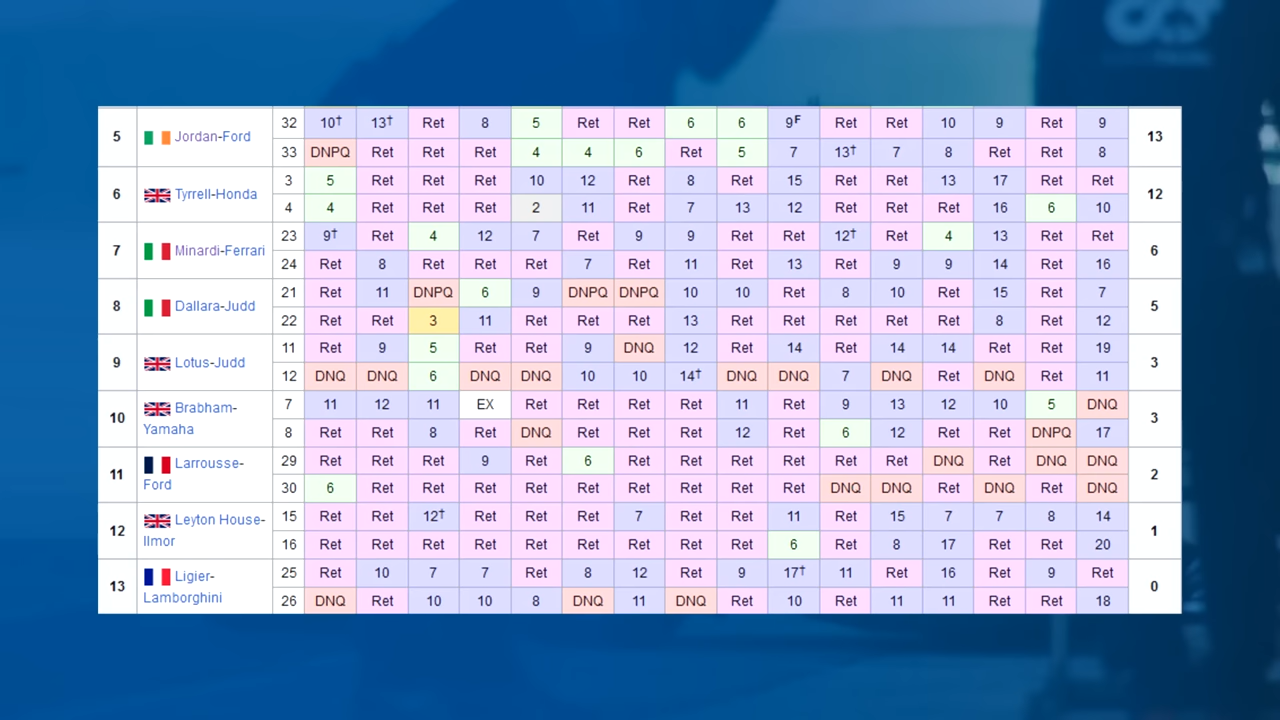 5 Jordan-Ford 32 10† 13† Ret 8 5 Ret Ret 6 6 9F Ret Ret 10 9 Ret 9 13
33 DNPQ Ret Ret Ret 4 4 6 Ret 5 7 13† 7 8 Ret Ret 8
6 Tyrrell-Honda 3 5 Ret Ret Ret 10 12 Ret 8 Ret 15 Ret Ret 13 17 Ret Ret 12
4 4 Ret Ret Ret 2 11 Ret 7 13 12 Ret Ret Ret 16 6 10
7 Minardi-Ferrari 23 9† Ret 4 12 7 Ret 9 9 Ret Ret 12† Ret 4 13 Ret Ret 6
24 Ret 8 Ret Ret Ret 7 Ret 11 Ret 13 Ret 9 9 14 Ret 16
8 Dallara-Judd 21 Ret 11 DNPQ 6 9 DNPQ DNPQ 10 10 Ret 8 10 Ret 15 Ret 7 5
22 Ret Ret 3 11 Ret Ret Ret 13 Ret Ret Ret Ret Ret 8 Ret 12
9 Lotus-Judd 11 Ret 9 5 Ret Ret 9 DNQ 12 Ret 14 Ret 14 14 Ret Ret 19 3
12 DNQ DNQ 6 DNQ DNQ 10 10 14† DNQ DNQ 7 DNQ Ret DNQ Ret 11
10 Brabham- 7 11 12 11 EX Ret Ret Ret Ret 11 Ret 9 13 12 10 5 DNQ 3
Yamaha 8 Ret Ret 8 Ret DNQ Ret Ret Ret 12 Ret 6 12 Ret Ret DNPQ 17
11 Larrousse- 29 Ret Ret Ret 9 Ret 6 Ret Ret Ret Ret Ret Ret DNQ Ret DNQ DNQ 2
Ford 30 6 Ret Ret Ret Ret Ret Ret Ret Ret Ret DNQ DNQ Ret DNQ Ret DNQ
12 Leyton House- 15 Ret Ret 12† Ret Ret Ret 7 Ret Ret 11 Ret 15 7 7 8 14 1
Ilmor 16 Ret Ret Ret Ret Ret Ret Ret Ret Ret 6 Ret 8 17 Ret Ret 20
13 Ligier- 25 Ret 10 7 7 Ret 8 12 Ret 9 17† 11 Ret 16 Ret 9 Ret 0
Lamborghini 26 DNQ Ret 10 10 8 DNQ 11 DNQ Ret 10 Ret 11 11 Ret Ret 18